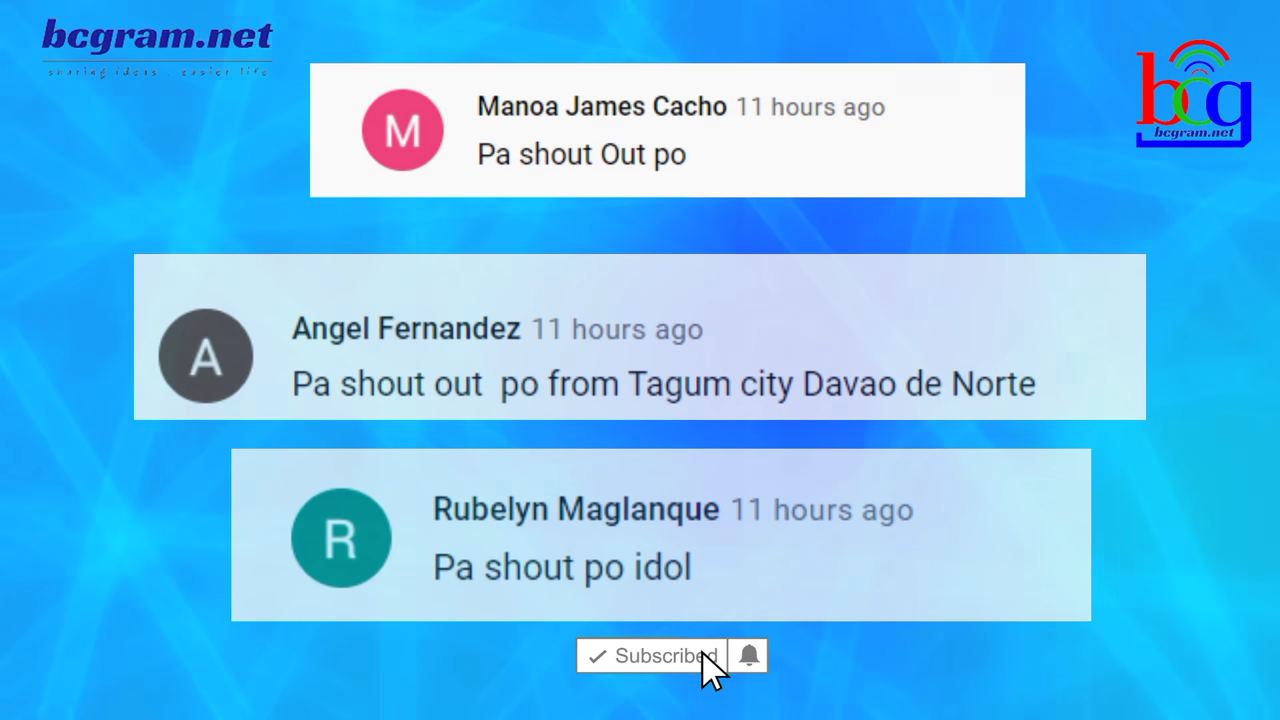 bcgram.net
sharing ideas . easier life
bcg
bcgram.net
M
Manoa James Cacho 11 hours ago
Pa shout Out po
A
Angel Fernandez 11 hours ago
Pa shout out po from Tagum city Davao de Norte
R
Rubelyn Maglanque 11 hours ago
Pa shout po idol
Subscribed